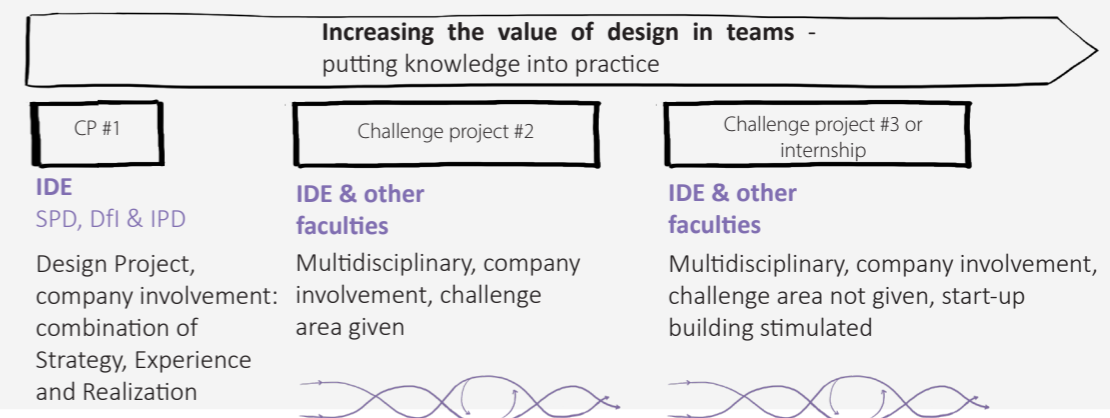 Increasing the value of design in teams -
putting knowledge into practice
CP #1
Challenge project #2
Challenge project #3 or
internship
IDE
SPD, DfI & IPD
Design Project,
company involvement:
combination of
Strategy, Experience
and Realization
IDE & other
faculties
Multidisciplinary, company
involvement, challenge
area given
IDE & other
faculties
Multidisciplinary, company involvement,
challenge area not given, start-up
building stimulated